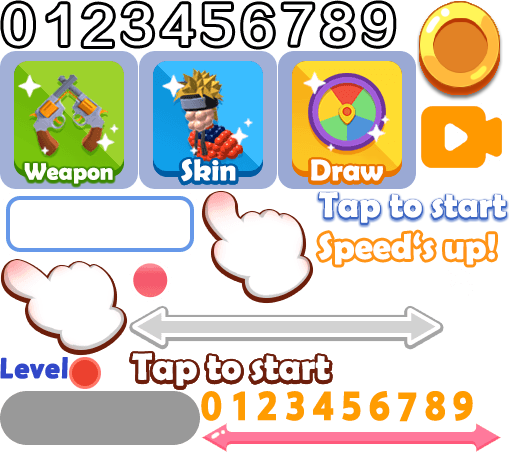 0123456789
Weapon
Skin
Draw
Tap to start
Speed's up!
Level
Tap to start
0123456789